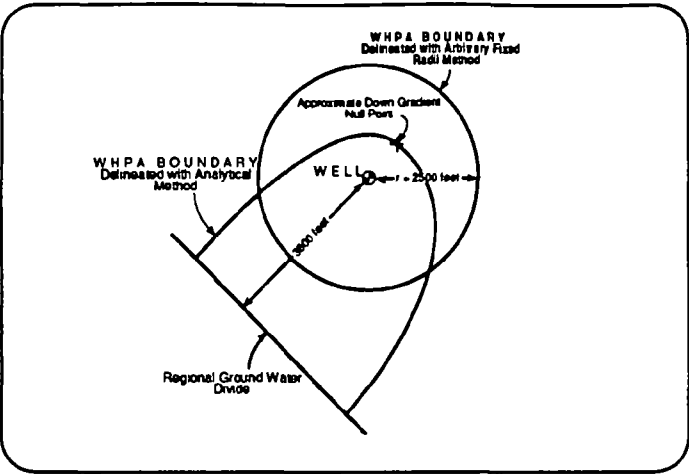 WHPA BOUNDARY
Delineated with Arbitrary Fixed
Radii Method
Approximate Down Gradient
Null Point
WHPA BOUNDARY
Delineated with Analytical
Method
WELL
r = 2500 feet
3800 feet
Regional Ground Water
Divide